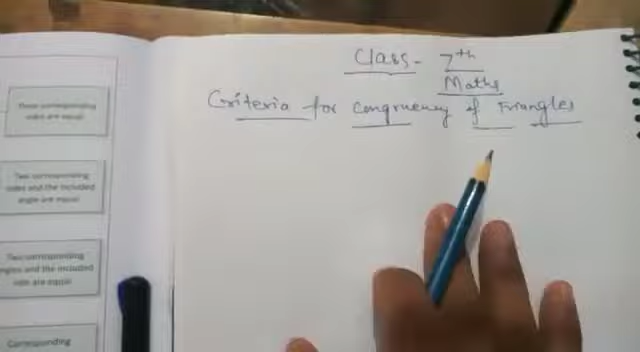 Class - 7th
Maths
Criteria for congruency of Triangles
Three corresponding
sides are equal
Two corresponding
sides and the included
angle are equal
Two corresponding
angles and the included
side are equal
Corresponding